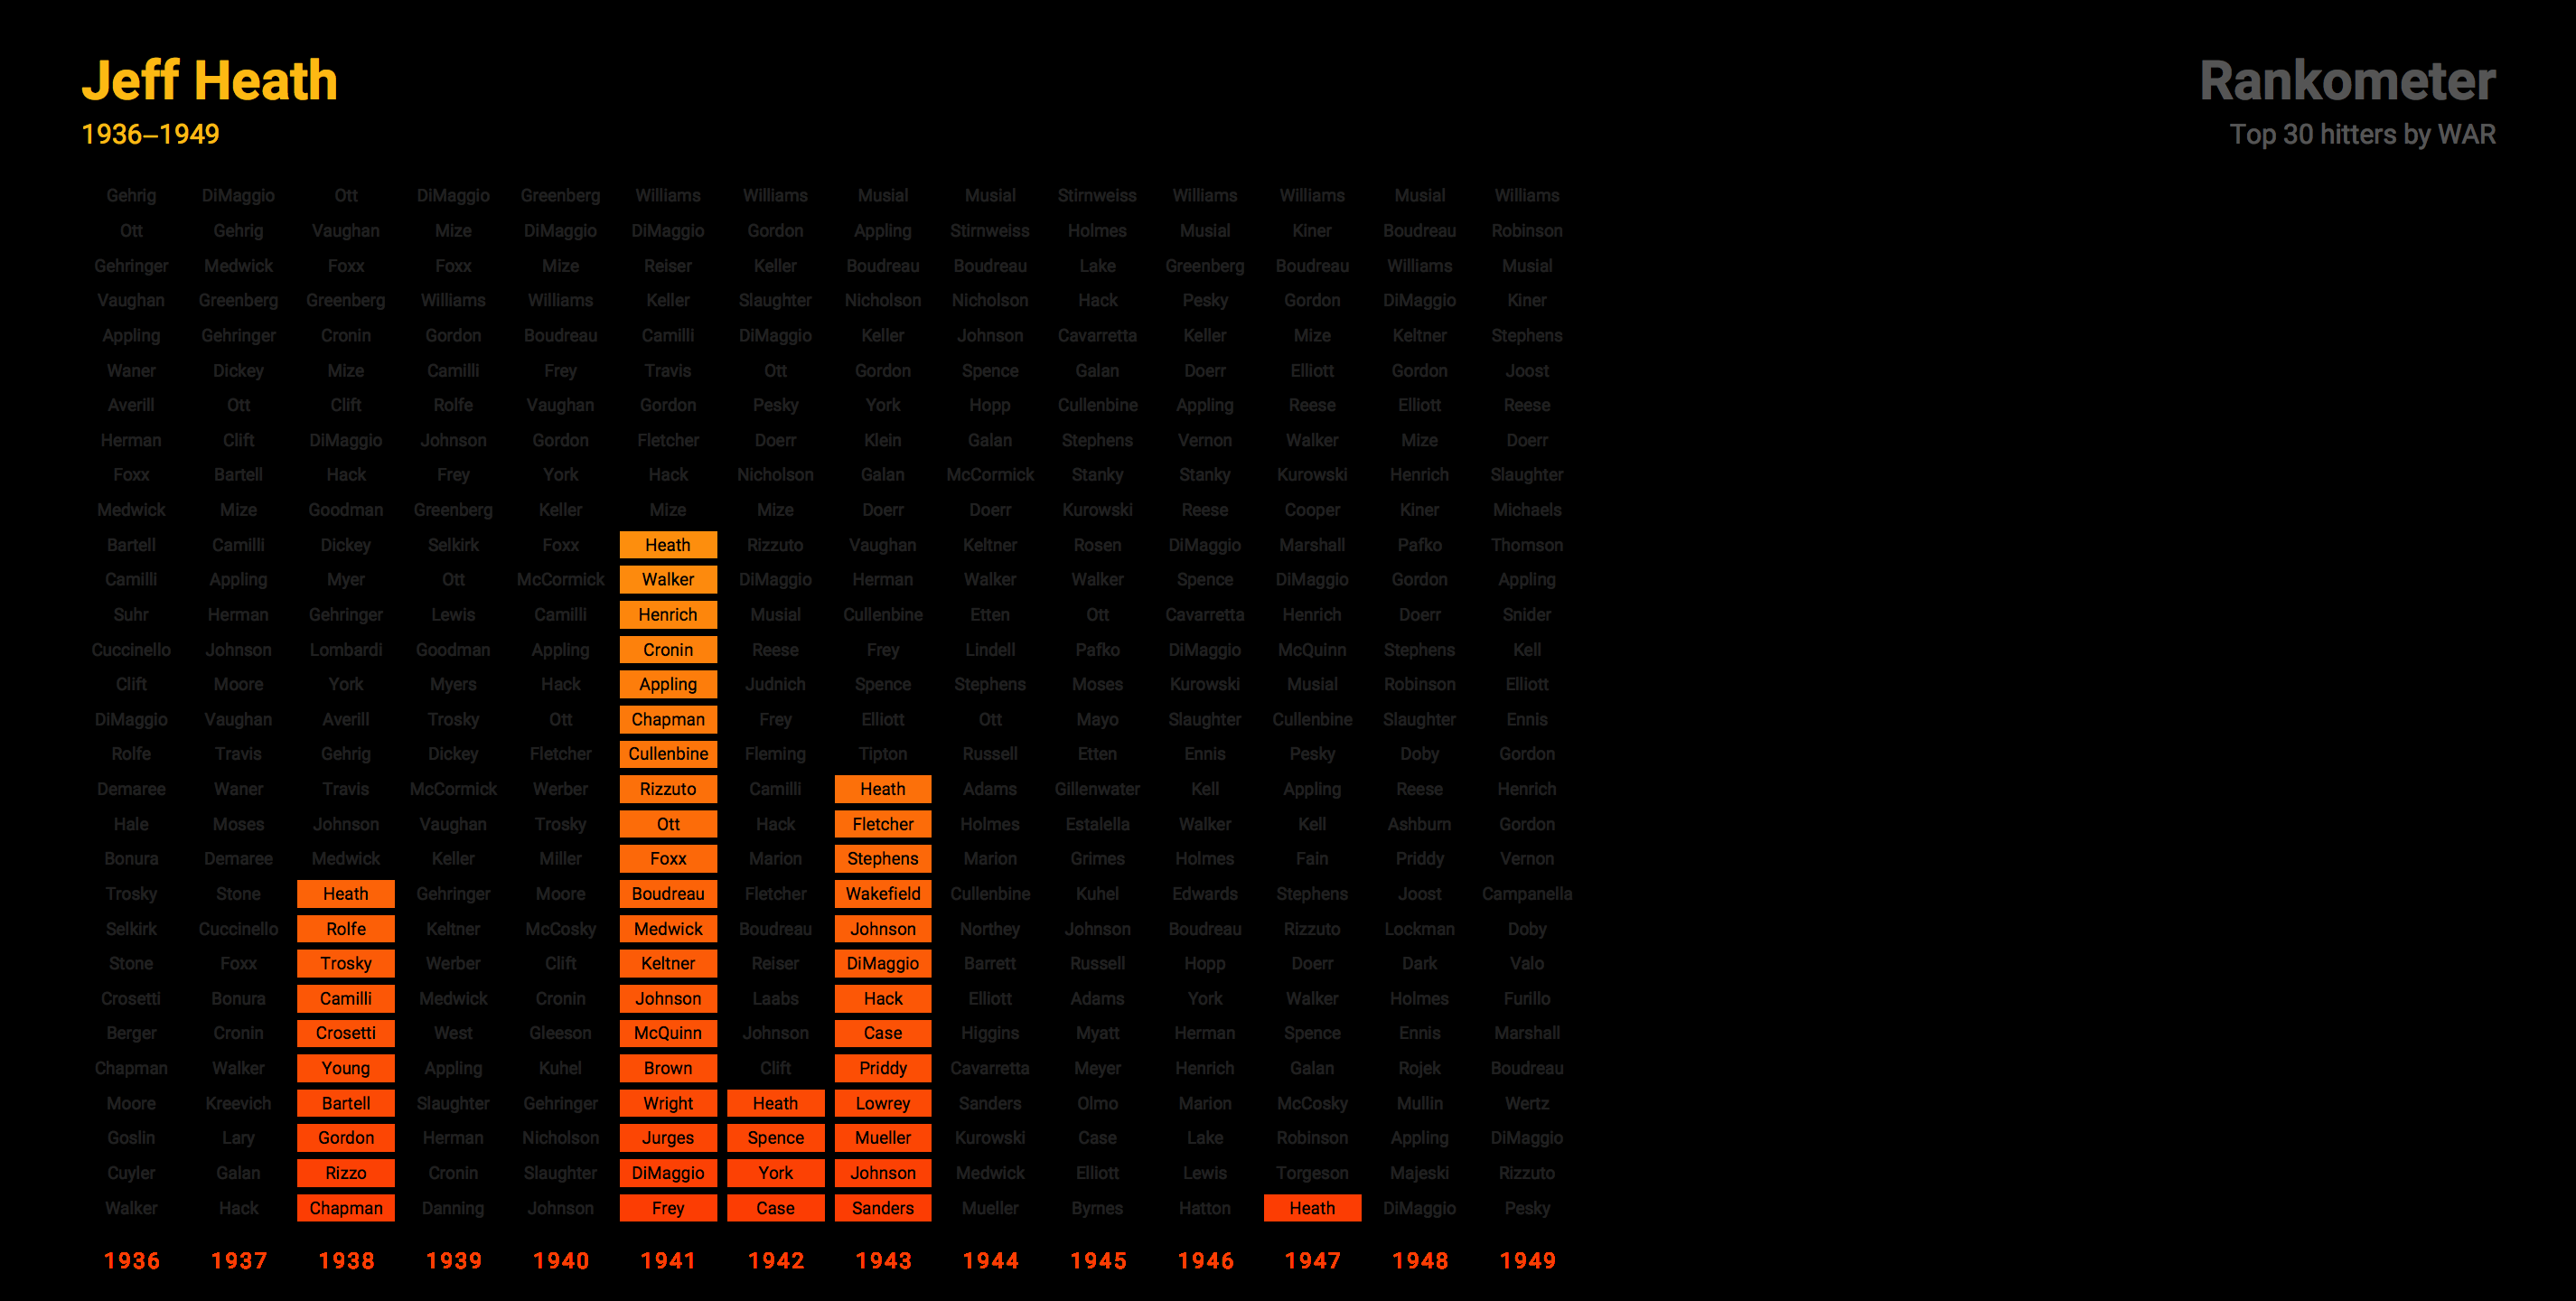 Jeff Heath
1936–1949
Rankometer
Top 30 hitters by WAR
Gehrig DiMaggio Ott DiMaggio Greenberg Williams Williams Musial Musial Stirnweiss Williams Williams Musial Williams
Ott Gehrig Vaughan Mize DiMaggio DiMaggio Gordon Appling Stirnweiss Holmes Musial Kiner Boudreau Robinson
Gehringer Medwick Foxx Foxx Mize Reiser Keller Boudreau Boudreau Lake Greenberg Boudreau Williams Musial
Vaughan Greenberg Greenberg Williams Williams Keller Slaughter Nicholson Nicholson Hack Pesky Gordon DiMaggio Kiner
Appling Gehringer Cronin Gordon Boudreau Camilli DiMaggio Keller Johnson Cavarretta Keller Mize Keltner Stephens
Waner Dickey Mize Camilli Frey Travis Ott Gordon Spence Galan Doerr Elliott Gordon Joost
Averill Ott Clift Rolfe Vaughan Gordon Pesky York Hopp Cullenbine Appling Reese Elliott Reese
Herman Clift DiMaggio Johnson Gordon Fletcher Doerr Klein Galan Stephens Vernon Walker Mize Doerr
Foxx Bartell Hack Frey York Hack Nicholson Galan McCormick Stanky Stanky Kurowski Henrich Slaughter
Medwick Mize Goodman Greenberg Keller Mize Mize Doerr Doerr Kurowski Reese Cooper Kiner Michaels
Bartell Camilli Dickey Selkirk Foxx Heath Rizzuto Vaughan Keltner Rosen DiMaggio Marshall Pafko Thomson
Camilli Appling Myer Ott McCormick Walker DiMaggio Herman Walker Walker Spence DiMaggio Gordon Appling
Suhr Herman Gehringer Lewis Camilli Henrich Musial Cullenbine Etten Ott Cavarretta Henrich Doerr Snider
Cuccinello Johnson Lombardi Goodman Appling Cronin Reese Frey Lindell Pafko DiMaggio McQuinn Stephens Kell
Clift Moore York Myers Hack Appling Judnich Spence Stephens Moses Kurowski Musial Robinson Elliott
DiMaggio Vaughan Averill Trosky Ott Chapman Frey Elliott Ott Mayo Slaughter Cullenbine Slaughter Ennis
Rolfe Travis Gehrig Dickey Fletcher Cullenbine Fleming Tipton Russell Etten Ennis Pesky Doby Gordon
Demaree Waner Travis McCormick Werber Rizzuto Camilli Heath Adams Gillenwater Kell Appling Reese Henrich
Hale Moses Johnson Vaughan Trosky Ott Hack Fletcher Holmes Estalella Walker Kell Ashburn Gordon
Bonura Demaree Medwick Keller Miller Foxx Marion Stephens Marion Grimes Holmes Fain Priddy Vernon
Trosky Stone Heath Gehringer Moore Boudreau Fletcher Wakefield Cullenbine Kuhel Edwards Stephens Joost Campanella
Selkirk Cuccinello Rolfe Keltner McCosky Medwick Boudreau Johnson Northey Johnson Boudreau Rizzuto Lockman Doby
Stone Foxx Trosky Werber Clift Keltner Reiser DiMaggio Barrett Russell Hopp Doerr Dark Valo
Crosetti Bonura Camilli Medwick Cronin Johnson Laabs Hack Elliott Adams York Walker Holmes Furillo
Berger Cronin Crosetti West Gleeson McQuinn Johnson Case Higgins Myatt Herman Spence Ennis Marshall
Chapman Walker Young Appling Kuhel Brown Clift Priddy Cavarretta Meyer Henrich Galan Rojek Boudreau
Moore Kreevich Bartell Slaughter Gehringer Wright Heath Lowrey Sanders Olmo Marion McCosky Mullin Wertz
Goslin Lary Gordon Herman Nicholson Jurges Spence Mueller Kurowski Case Lake Robinson Appling DiMaggio
Cuyler Galan Rizzo Cronin Slaughter DiMaggio York Johnson Medwick Elliott Lewis Torgeson Majeski Rizzuto
Walker Hack Chapman Danning Johnson Frey Case Sanders Mueller Byrnes Hatton Heath DiMaggio Pesky
1936 1937 1938 1939 1940 1941 1942 1943 1944 1945 1946 1947 1948 1949